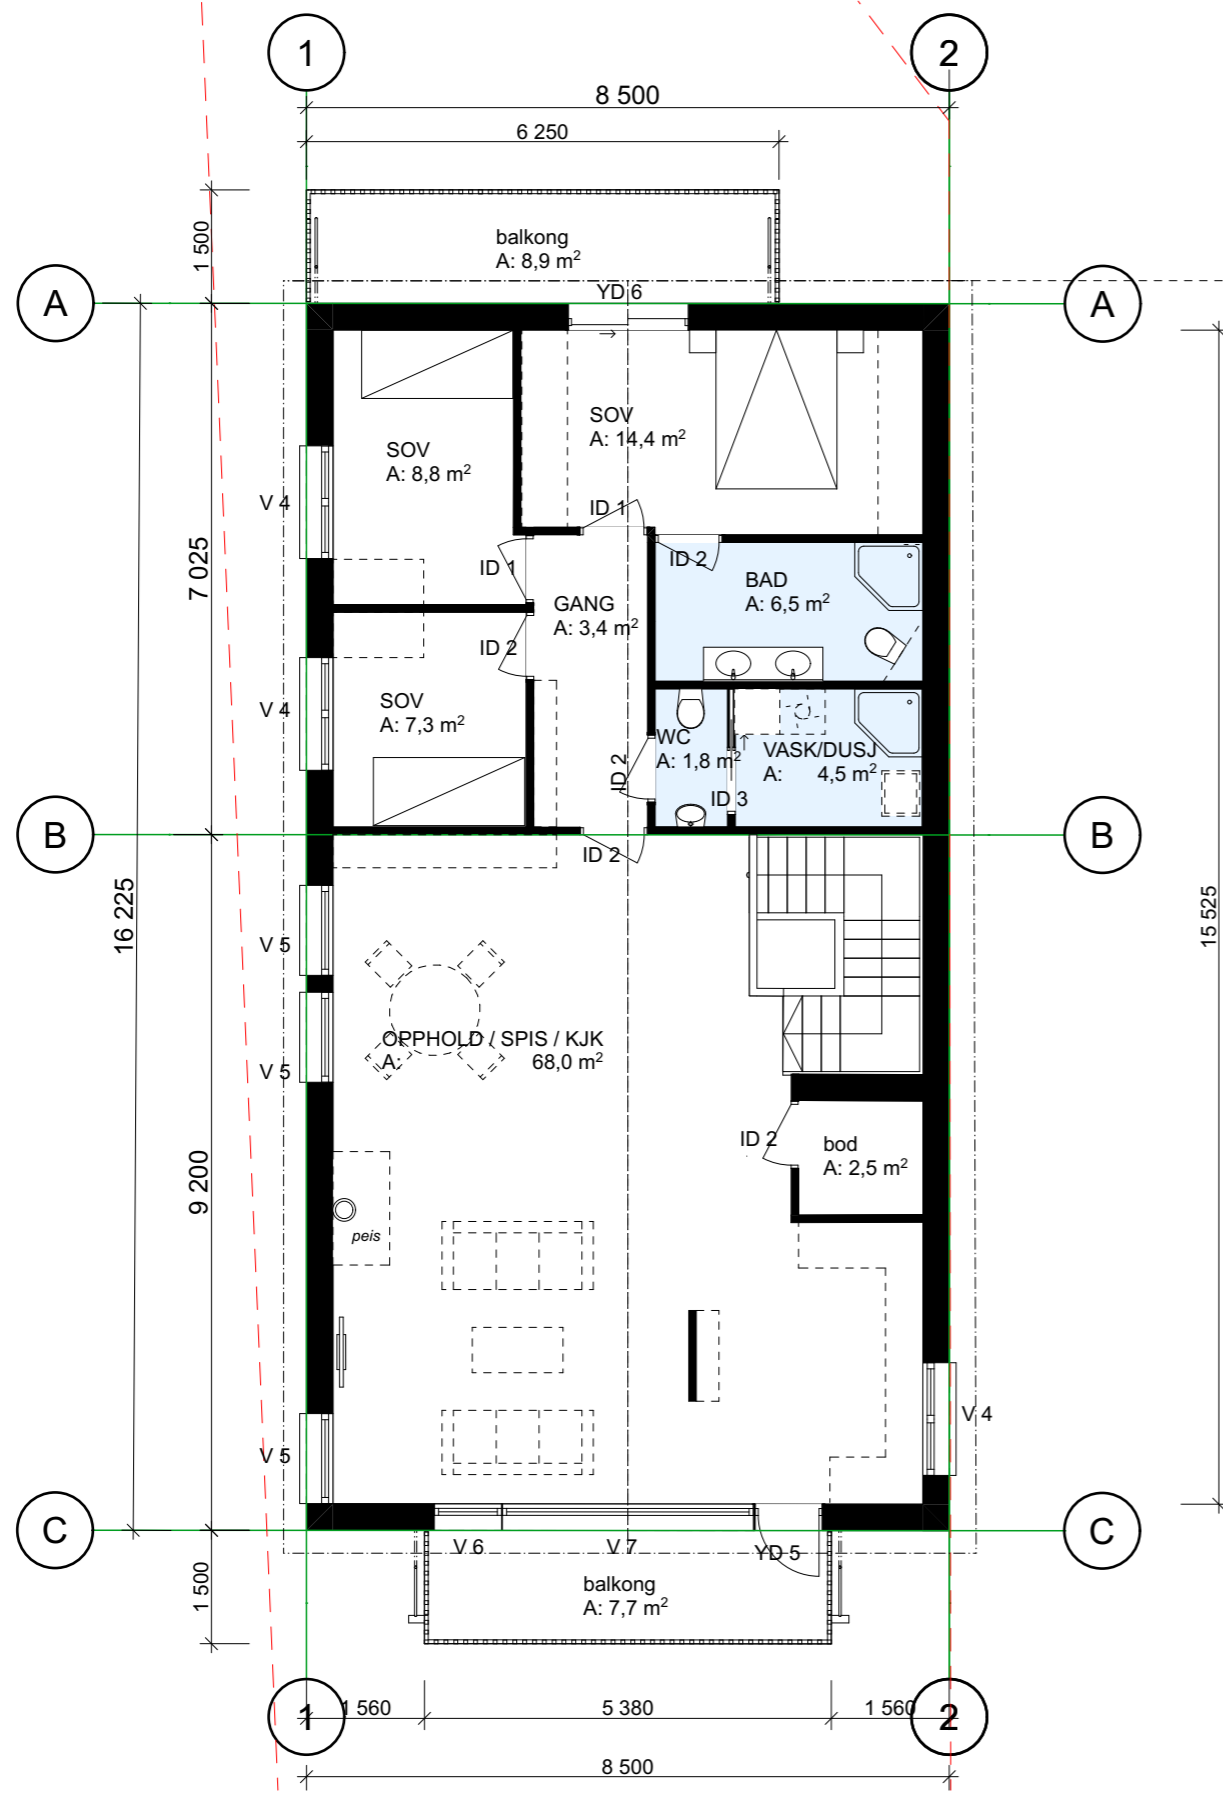 1
2
8 500
6 250
1 500
balkong
A: 8,9 m²
YD 6
A
A
SOV
A: 14,4 m²
SOV
A: 8,8 m²
V 4
ID 1
7 025
ID 1
ID 2
BAD
A: 6,5 m²
GANG
A: 3,4 m²
ID 2
SOV
A: 7,3 m²
V 4
WC
A: 1,8 m²
VASK/DUSJ
A: 4,5 m²
ID 2
ID 3
B
B
ID 2
16 225
15 525
V 5
OPPHOLD / SPIS / KJK
A: 68,0 m²
V 5
ID 2
bod
A: 2,5 m²
9 200
peis
V 4
V 5
C
C
V 6
V 7
YD 5
balkong
A: 7,7 m²
1 500
1
1 560
5 380
1 560
2
8 500